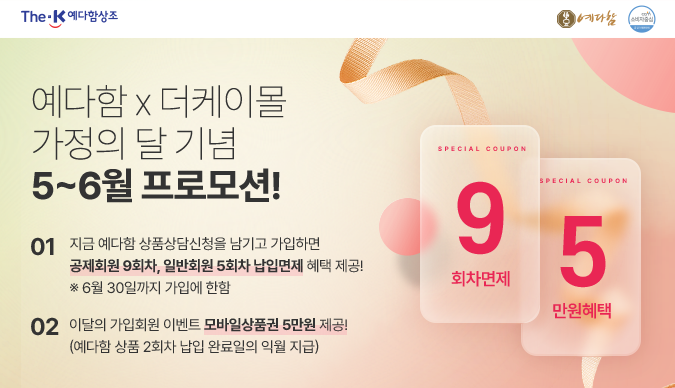 The·K 예다함상조
예다함
CCM
소비자중심
예다함 x 더케이몰
가정의 달 기념
5~6월 프로모션!
01 지금 예다함 상품상담신청을 남기고 가입하면
공제회원 9회차, 일반회원 5회차 납입면제 혜택 제공!
※ 6월 30일까지 가입에 한함
02 이달의 가입회원 이벤트 모바일상품권 5만원 제공!
(예다함 상품 2회차 납입 완료일의 익월 지급)
SPECIAL COUPON
9
회차면제
SPECIAL COUPON
5
만원혜택